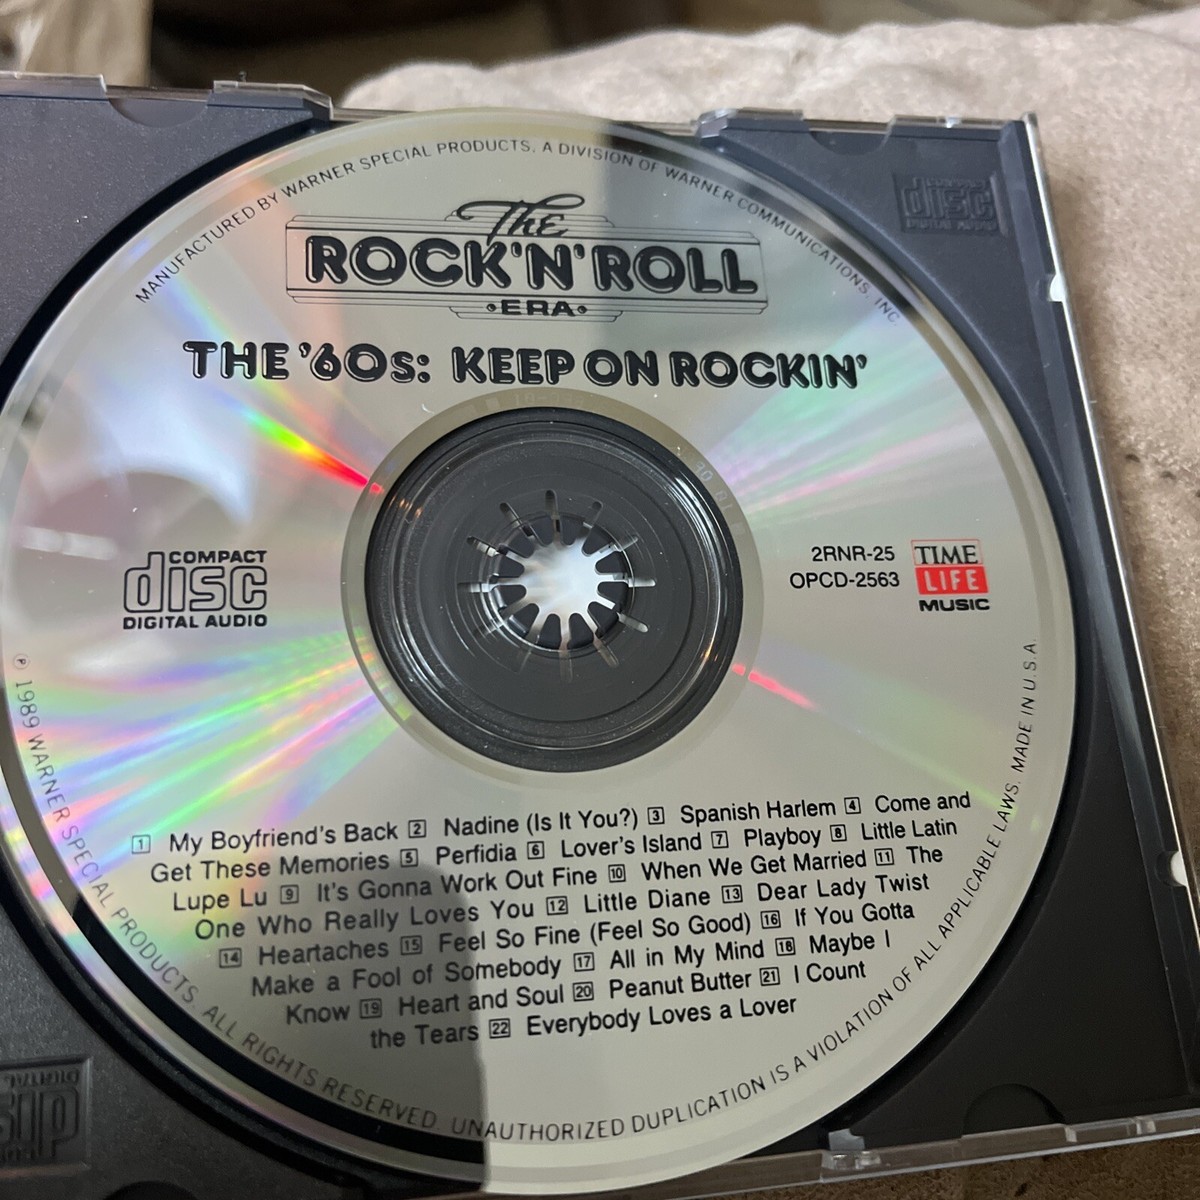 MANUFACTURED BY WARNER SPECIAL PRODUCTS, A DIVISION OF WARNER COMMUNICATIONS, INC.
The
ROCK'N'ROLL
•ERA•
THE '60s: KEEP ON ROCKIN'
COMPACT
disc
DIGITAL AUDIO
2RNR-25
OPCD-2563
TIME
LIFE
MUSIC
1 My Boyfriend's Back 2 Nadine (Is It You?) 3 Spanish Harlem 4 Come and
Get These Memories 5 Perfidia 6 Lover's Island 7 Playboy 8 Little Latin
Lupe Lu 9 It's Gonna Work Out Fine 10 When We Get Married 11 The
One Who Really Loves You 12 Little Diane 13 Dear Lady Twist
14 Heartaches 15 Feel So Fine (Feel So Good) 16 If You Gotta
Make a Fool of Somebody 17 All in My Mind 18 Maybe I
Know 19 Heart and Soul 20 Peanut Butter 21 I Count
the Tears 22 Everybody Loves a Lover
℗ 1989 WARNER SPECIAL PRODUCTS. ALL RIGHTS RESERVED. UNAUTHORIZED DUPLICATION IS A VIOLATION OF ALL APPLICABLE LAWS. MADE IN U.S.A.
disc
DIGITAL AUDIO
disc
DIGITAL